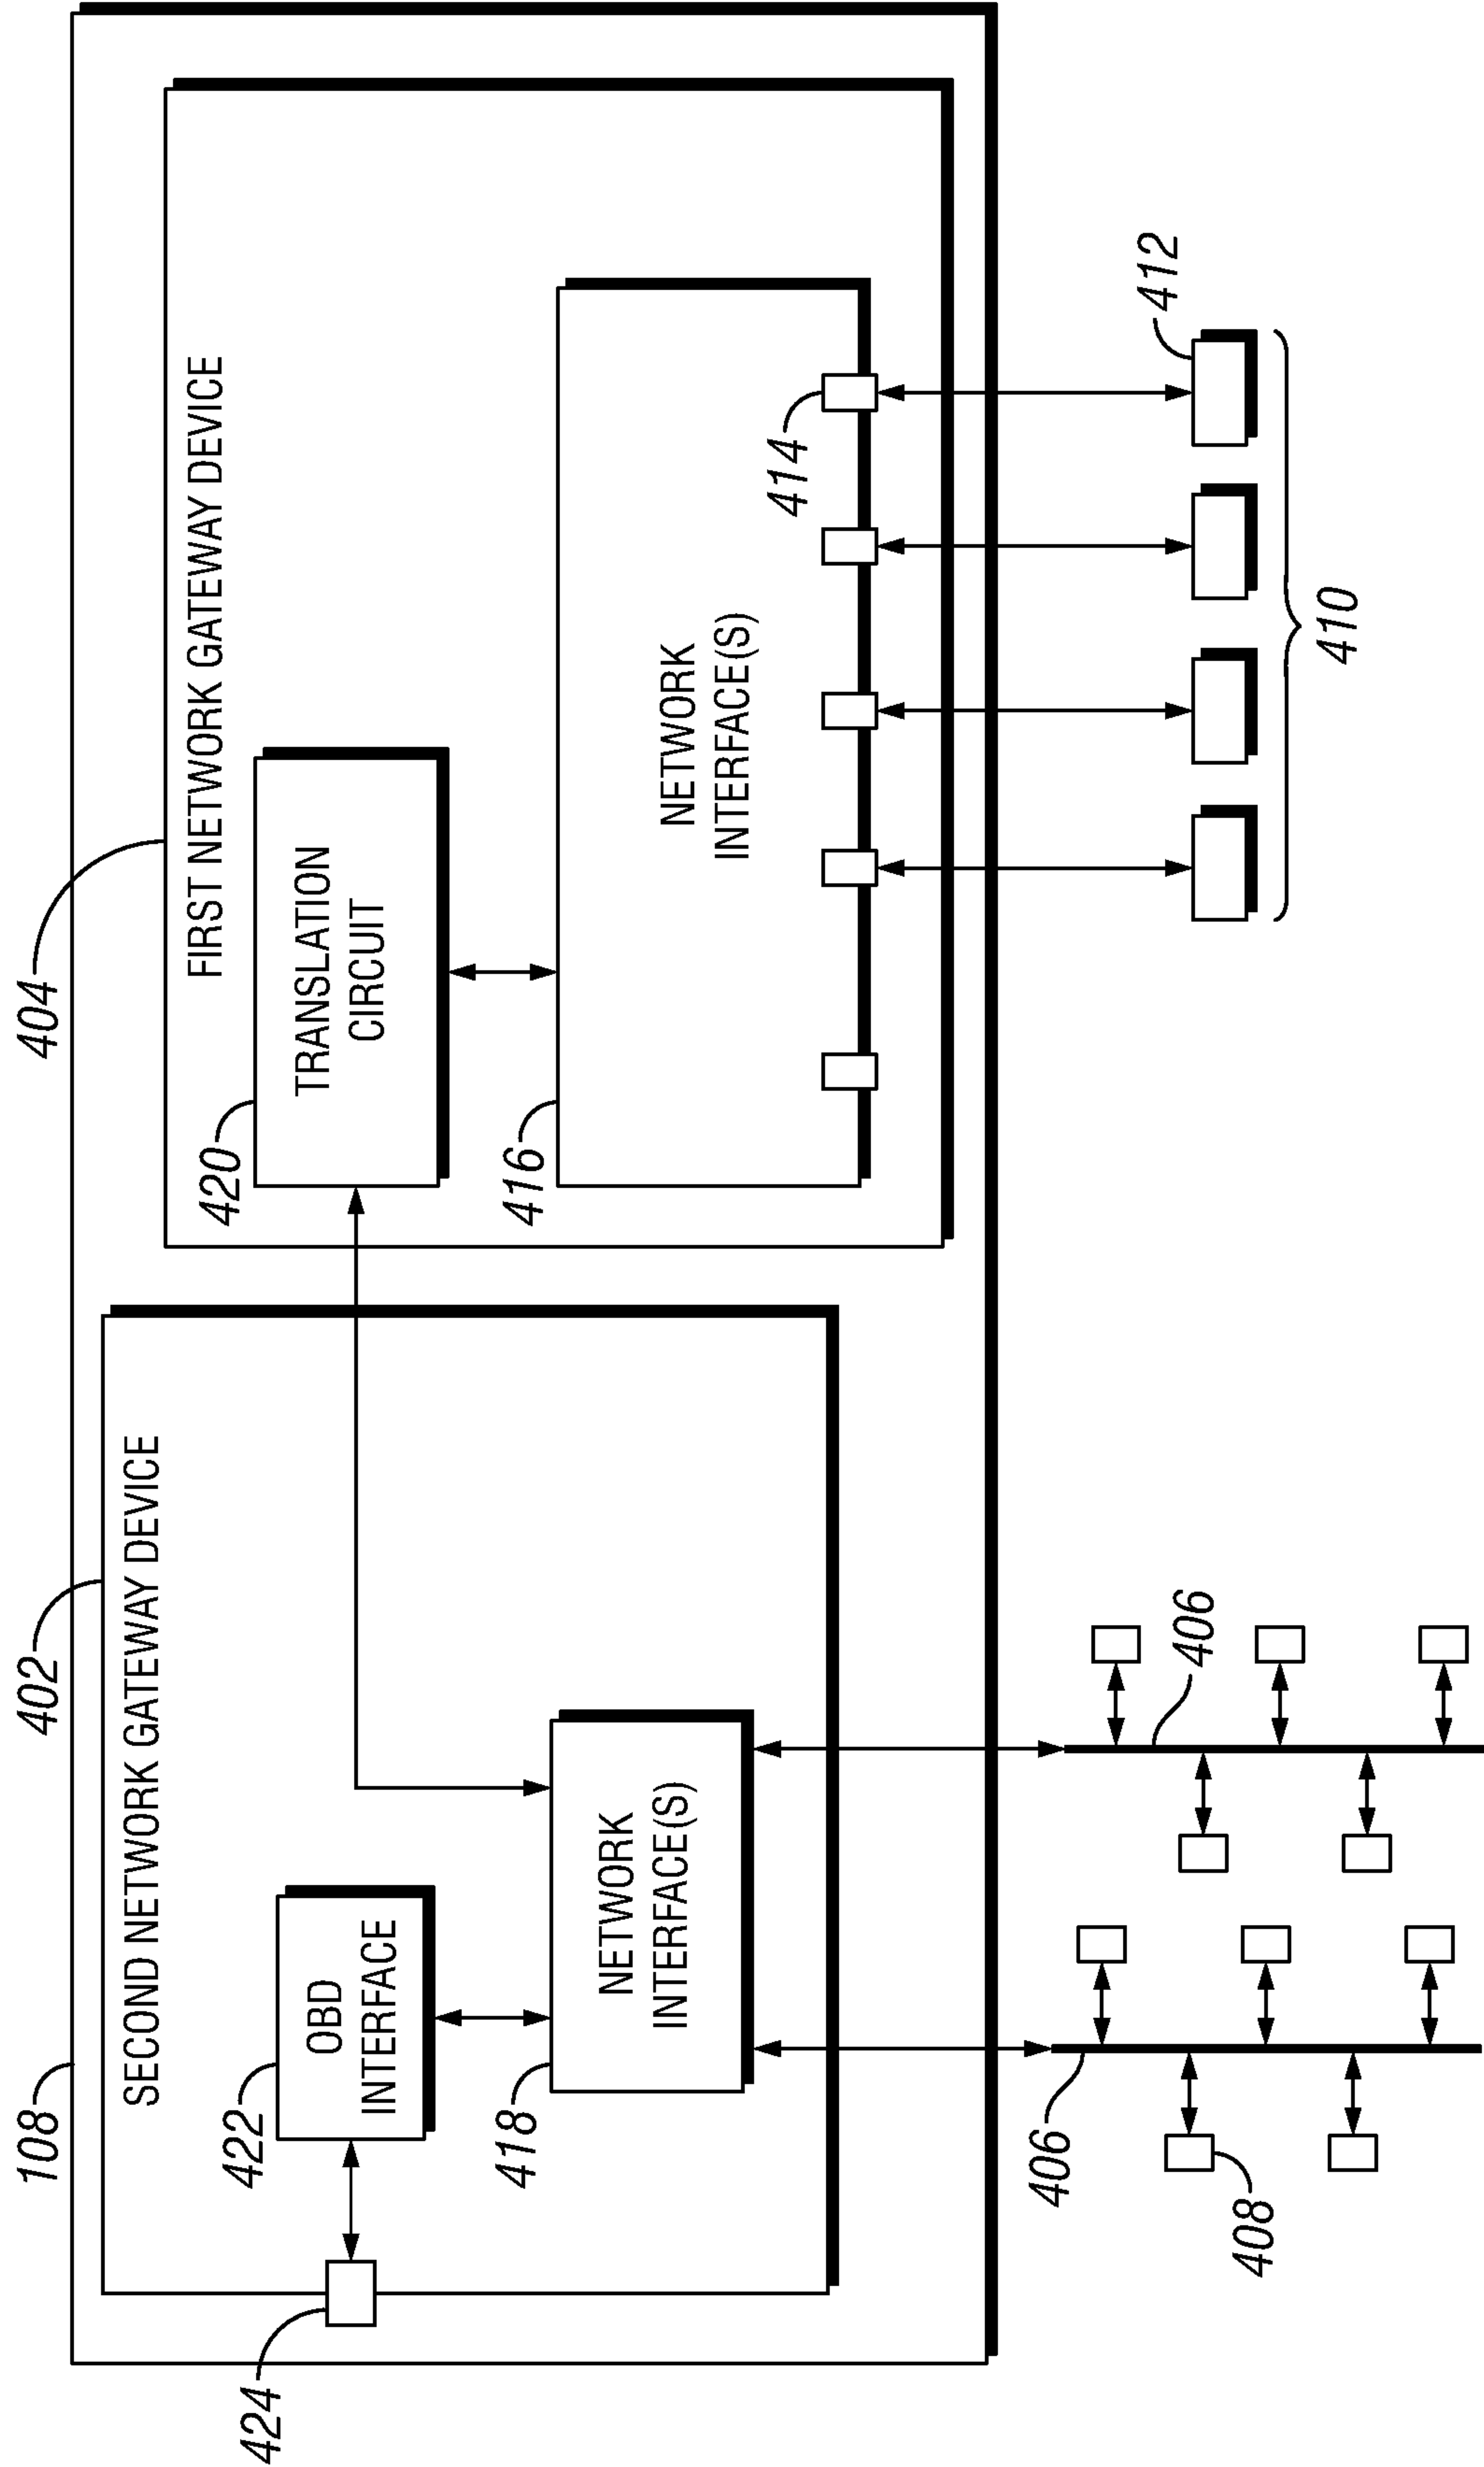 108
402
404
SECOND NETWORK GATEWAY DEVICE
FIRST NETWORK GATEWAY DEVICE
424
422
OBD
INTERFACE
420
TRANSLATION
CIRCUIT
418
NETWORK
INTERFACE(S)
416
NETWORK
INTERFACE(S)
414
406
406
408
412
410